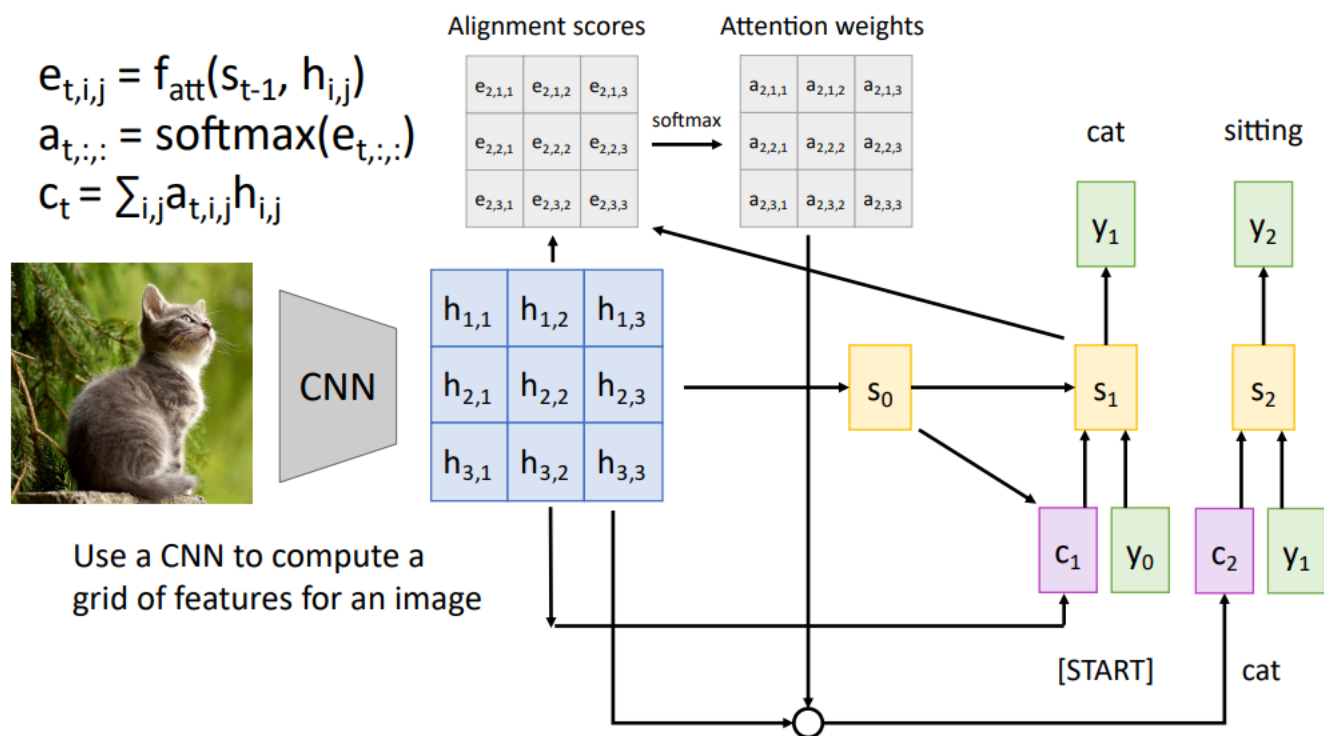 Alignment scores
Attention weights
e_{t,i,j} = f_{att}(s_{t-1}, h_{i,j})
a_{t,:,:} = softmax(e_{t,:,:})
c_t = ∑_{i,j}a_{t,i,j}h_{i,j}
e_{2,1,1} e_{2,1,2} e_{2,1,3}
e_{2,2,1} e_{2,2,2} e_{2,2,3}
e_{2,3,1} e_{2,3,2} e_{2,3,3}
softmax
a_{2,1,1} a_{2,1,2} a_{2,1,3}
a_{2,2,1} a_{2,2,2} a_{2,2,3}
a_{2,3,1} a_{2,3,2} a_{2,3,3}
cat
sitting
y_1
y_2
CNN
h_{1,1} h_{1,2} h_{1,3}
h_{2,1} h_{2,2} h_{2,3}
h_{3,1} h_{3,2} h_{3,3}
s_0
s_1
s_2
c_1
y_0
c_2
y_1
Use a CNN to compute a
grid of features for an image
[START]
cat